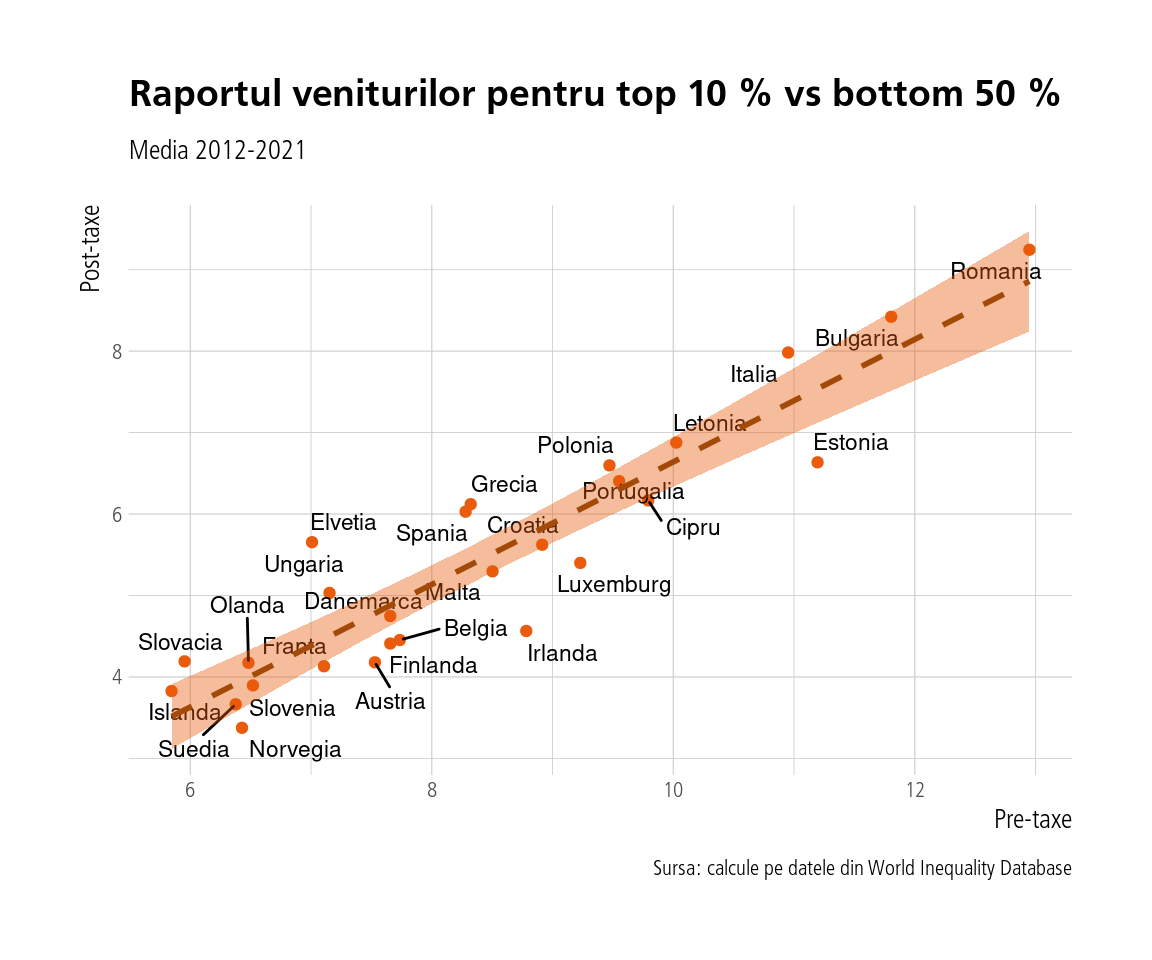 Raportul veniturilor pentru top 10 % vs bottom 50 %
Media 2012-2021
Post-taxe
Romania
Bulgaria
8
Italia
Letonia
Estonia
Polonia
Grecia
Portugalia
6
Elvetia
Croatia
Cipru
Spania
Ungaria
Luxemburg
Malta
Danemarca
Olanda
Belgia
Slovacia
Franta
Irlanda
Finlanda
4
Austria
Islanda
Slovenia
Suedia
Norvegia
6
8
10
12
Pre-taxe
Sursa: calcule pe datele din World Inequality Database